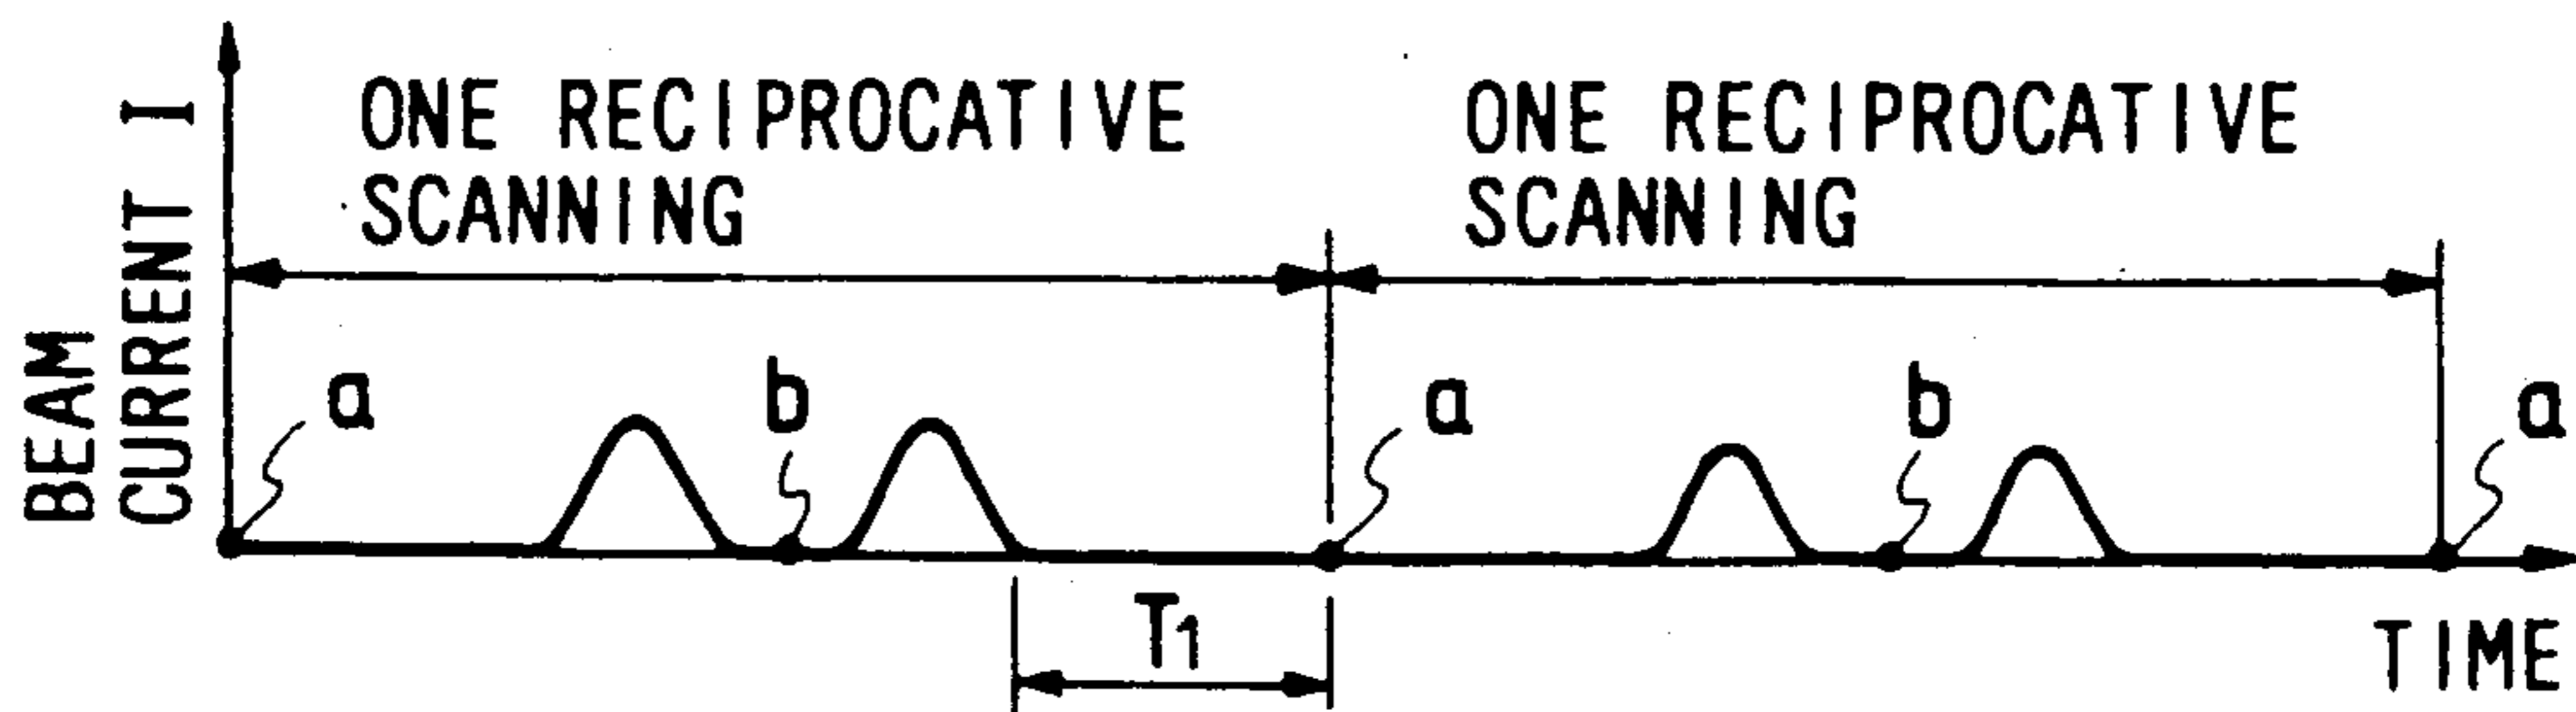 BEAM
CURRENT I
ONE RECIPROCATIVE
SCANNING
ONE RECIPROCATIVE
SCANNING
a
b
a
b
a
T1
TIME